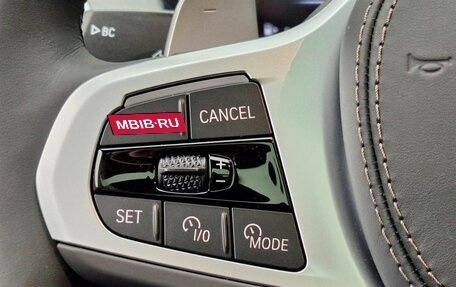 BC
CANCEL
MBIB·RU
+
−
SET
I/O
MODE